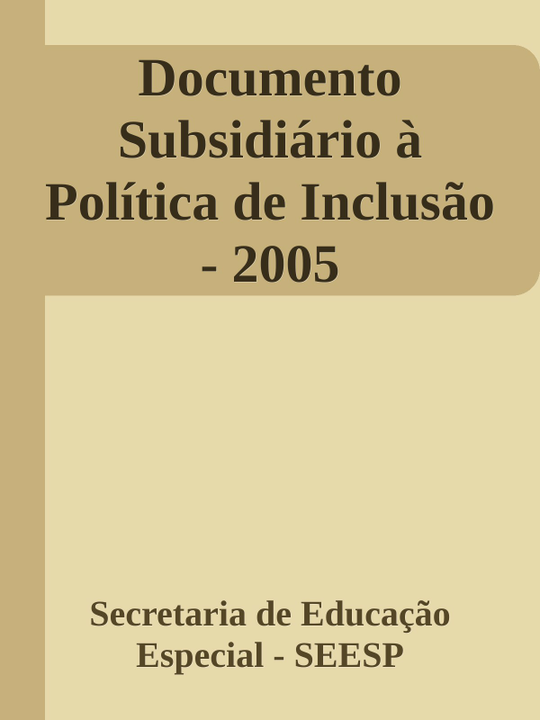 Documento
Subsidiário à
Política de Inclusão
- 2005
Secretaria de Educação
Especial - SEESP